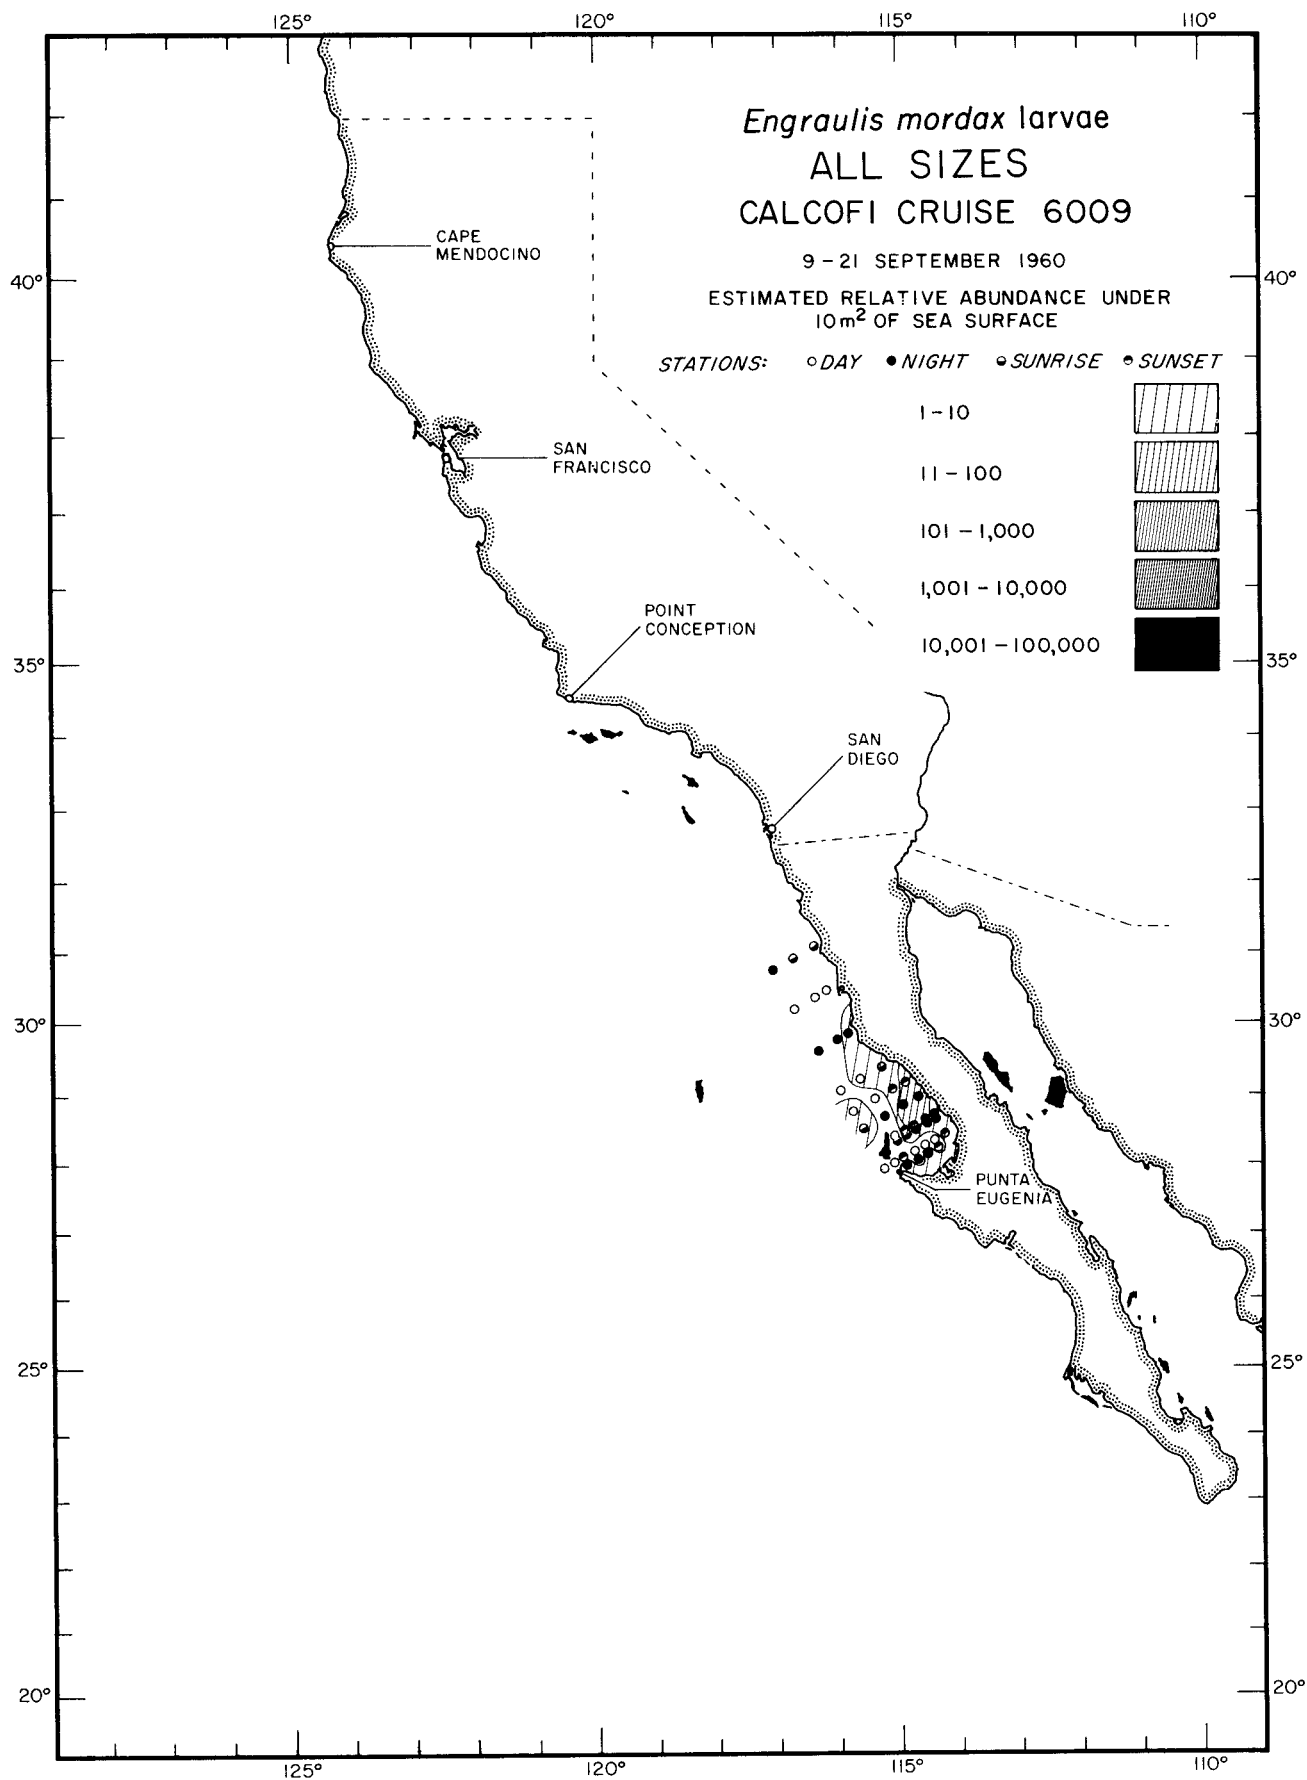 125° 120° 115° 110°
Engraulis mordax larvae
ALL SIZES
CALCOFI CRUISE 6009
9-21 SEPTEMBER 1960
ESTIMATED RELATIVE ABUNDANCE UNDER
10m² OF SEA SURFACE
STATIONS: ○DAY ●NIGHT ◒SUNRISE ◓SUNSET
1-10
11-100
101-1,000
1,001-10,000
10,001-100,000
CAPE
MENDOCINO
40° 40°
SAN
FRANCISCO
POINT
CONCEPTION
35° 35°
SAN
DIEGO
30° 30°
PUNTA
EUGENIA
25° 25°
20° 20°
125° 120° 115° 110°